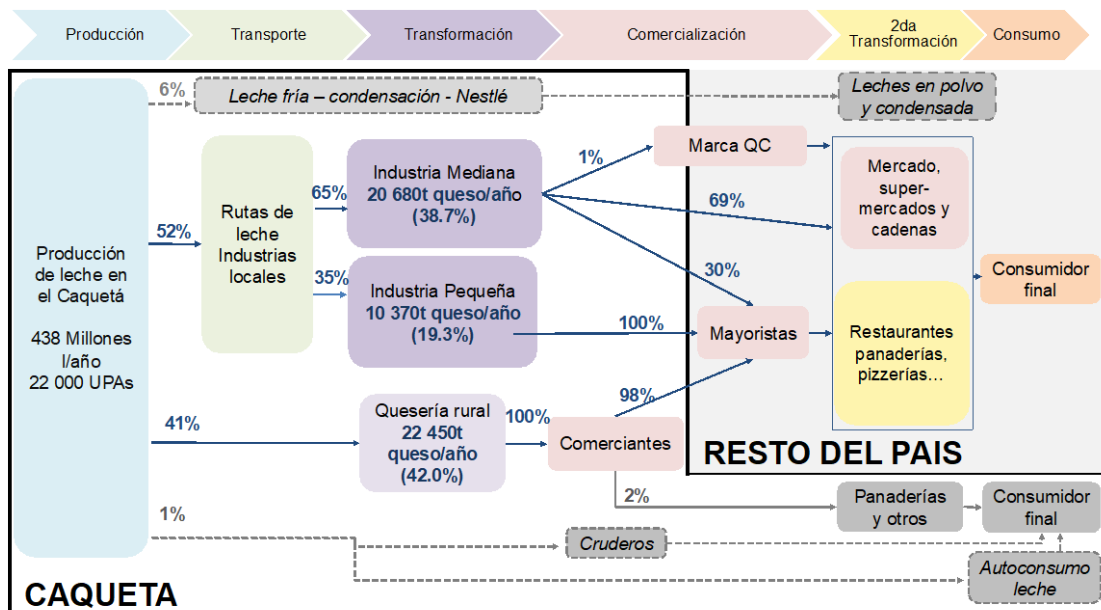 Producción
Transporte
Transformación
Comercialización
2da
Transformación
Consumo
6%
Leche fría – condensación - Nestlé
Leches en polvo
y condensada
Producción
de leche en
el Caquetá
438 Millones
l/año
22 000 UPAs
52%
Rutas de
leche
Industrias
locales
65%
Industria Mediana
20 680t queso/año
(38.7%)
35%
Industria Pequeña
10 370t queso/año
(19.3%)
1%
Marca QC
69%
30%
100%
Mayoristas
Mercado,
super-
mercados y
cadenas
Restaurantes
panaderías,
pizzerías…
Consumidor
final
41%
Quesería rural
22 450t
queso/año
(42.0%)
100%
Comerciantes
98%
RESTO DEL PAIS
2%
Panaderías
y otros
Consumidor
final
1%
Cruderos
Autoconsumo
leche
CAQUETA